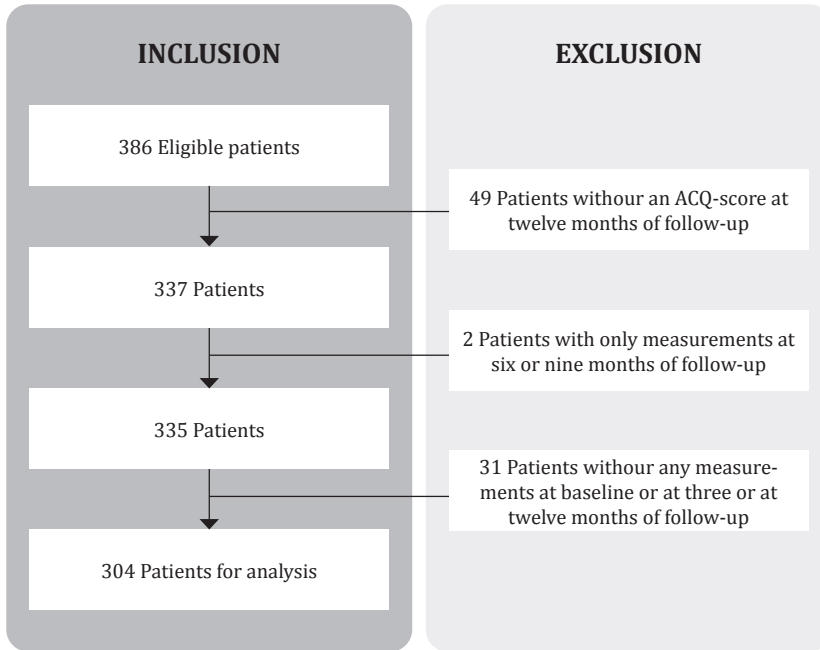 INCLUSION
386 Eligible patients
337 Patients
335 Patients
304 Patients for analysis
EXCLUSION
49 Patients withour an ACQ-score at
twelve months of follow-up
2 Patients with only measurements at
six or nine months of follow-up
31 Patients withour any measure-
ments at baseline or at three or at
twelve months of follow-up